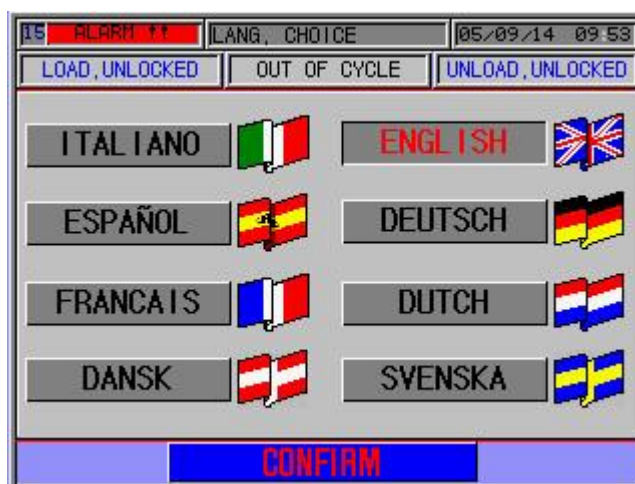 15 ALARM !! LANG, CHOICE 05/09/14 09:53
LOAD,UNLOCKED OUT OF CYCLE UNLOAD,UNLOCKED
ITALIANO ENGLISH
ESPAÑOL DEUTSCH
FRANCAIS DUTCH
DANSK SVENSKA
CONFIRM